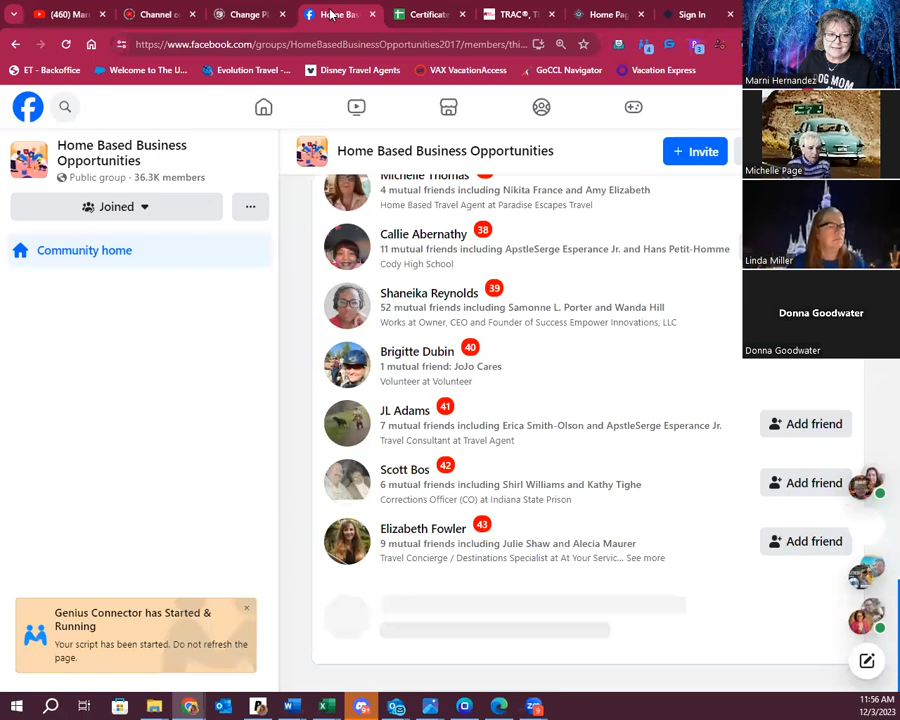 (460) Mar
Channel co
Change Pl
Home Bas
Certificate
TRAC®, T
Home Pag
Sign In
https://www.facebook.com/groups/HomeBasedBusinessOpportunities2017/members/thi...
ET - Backoffice
Welcome to The U...
Evolution Travel -...
Disney Travel Agents
VAX VacationAccess
GoCCL Navigator
Vacation Express
Home Based Business
Opportunities
Public group · 36.3K members
Joined
Community home
Home Based Business Opportunities
+ Invite
Michelle Thomas
4 mutual friends including Nikita France and Amy Elizabeth
Home Based Travel Agent at Paradise Escapes Travel
Callie Abernathy 38
11 mutual friends including ApstleSerge Esperance Jr. and Hans Petit-Homme
Cody High School
Shaneika Reynolds 39
52 mutual friends including Samonne L. Porter and Wanda Hill
Works at Owner, CEO and Founder of Success Empower Innovations, LLC
Brigitte Dubin 40
1 mutual friend: JoJo Cares
Volunteer at Volunteer
JL Adams 41
7 mutual friends including Erica Smith-Olson and ApstleSerge Esperance Jr.
Travel Consultant at Travel Agent
Add friend
Scott Bos 42
6 mutual friends including Shirl Williams and Kathy Tighe
Corrections Officer (CO) at Indiana State Prison
Add friend
Elizabeth Fowler 43
9 mutual friends including Julie Shaw and Alecia Maurer
Travel Concierge / Destinations Specialist at At Your Servic... See more
Add friend
Genius Connector has Started &
Running
Your script has been started. Do not refresh the
page.
OG MOM
Marni Hernandez
Michelle Page
Linda Miller
Donna Goodwater
Donna Goodwater
11:56 AM
12/3/2023